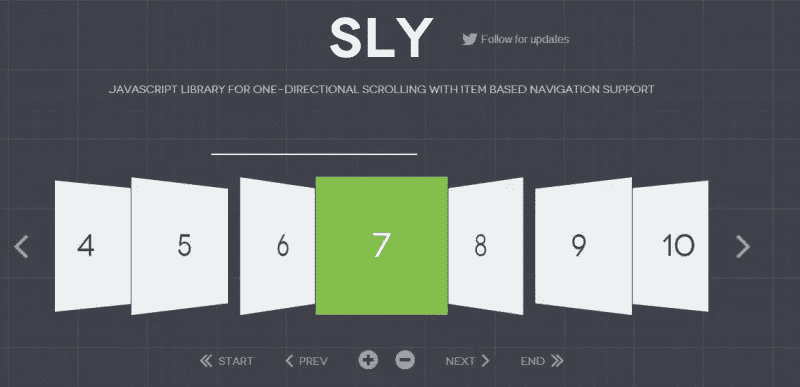 SLY
Follow for updates
JAVASCRIPT LIBRARY FOR ONE-DIRECTIONAL SCROLLING WITH ITEM BASED NAVIGATION SUPPORT
4 5 6 7 8 9 10
START PREV NEXT END